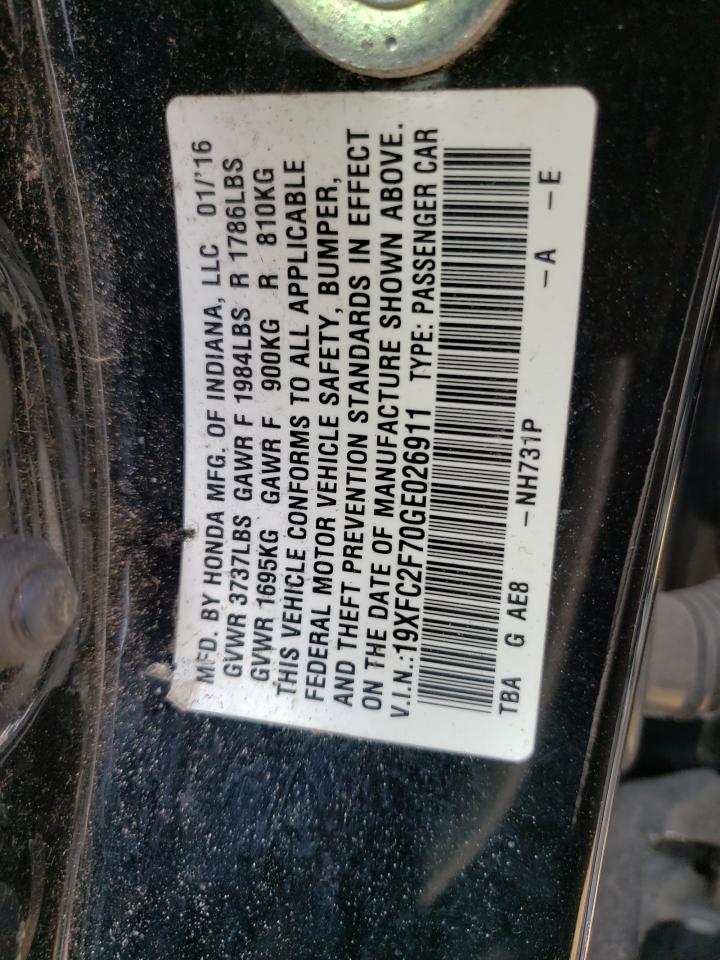 MFD. BY HONDA MFG. OF INDIANA, LLC 01/'16
GVWR 3737LBS GAWR F 1984LBS R 1786LBS
GVWR 1695KG GAWR F 900KG R 810KG
THIS VEHICLE CONFORMS TO ALL APPLICABLE
FEDERAL MOTOR VEHICLE SAFETY, BUMPER,
AND THEFT PREVENTION STANDARDS IN EFFECT
ON THE DATE OF MANUFACTURE SHOWN ABOVE.
V.I.N.:19XFC2F70GE026911 TYPE: PASSENGER CAR
TBA G AE8 -NH731P -A -E